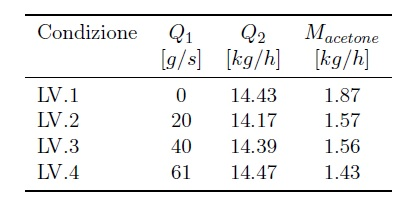 Condizione Q1 Q2 Macetone
[g/s] [kg/h] [kg/h]
LV.1 0 14.43 1.87
LV.2 20 14.17 1.57
LV.3 40 14.39 1.56
LV.4 61 14.47 1.43